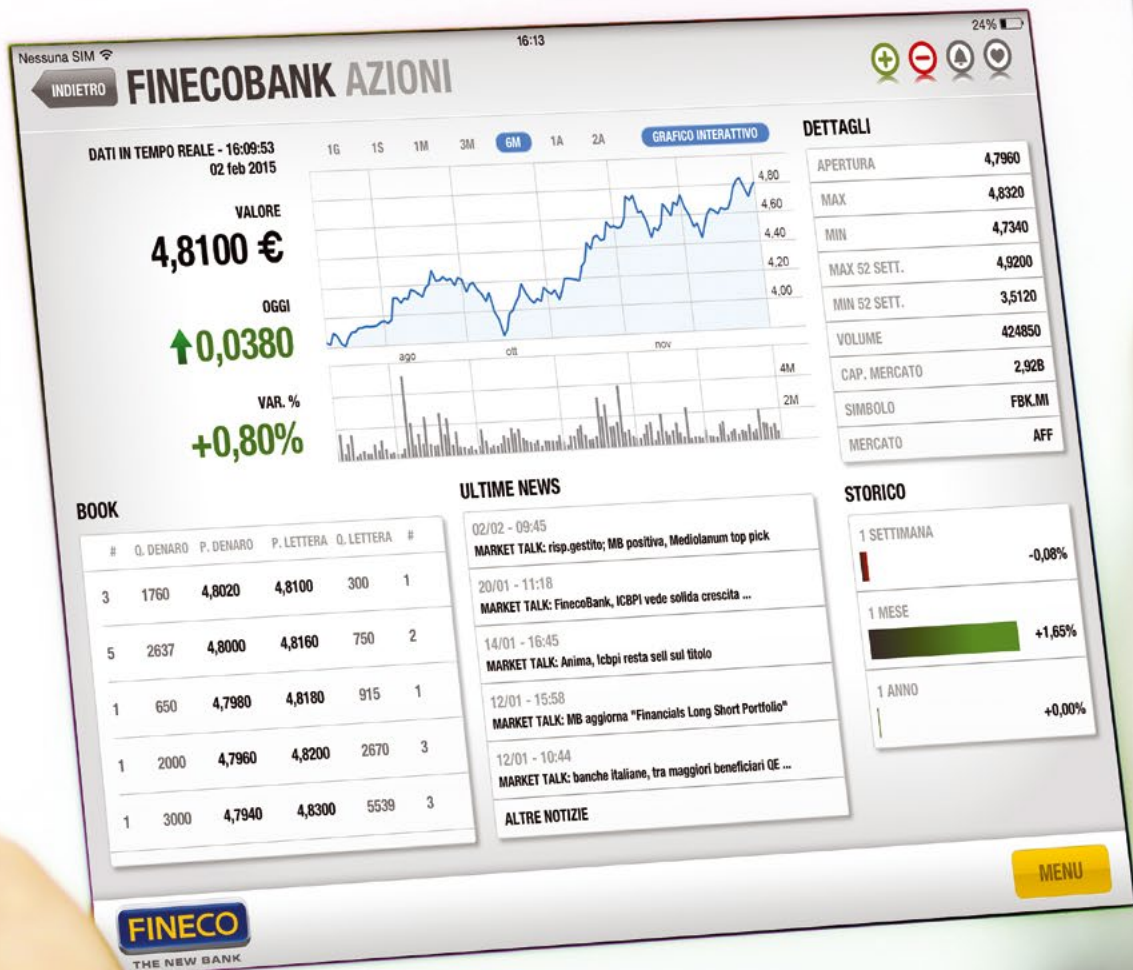 Nessuna SIM
16:13
24%
INDIETRO
FINECOBANK AZIONI
DATI IN TEMPO REALE - 16:09:53
02 feb 2015
VALORE
4,8100 €
OGGI
0,0380
VAR. %
+0,80%
1G 1S 1M 3M 6M 1A 2A GRAFICO INTERATTIVO
4,80
4,60
4,40
4,20
4,00
ago ott nov
4M
2M
DETTAGLI
APERTURA 4,7960
MAX 4,8320
MIN 4,7340
MAX 52 SETT. 4,9200
MIN 52 SETT. 3,5120
VOLUME 424850
CAP. MERCATO 2,92B
SIMBOLO FBK.MI
MERCATO AFF
BOOK
# Q. DENARO P. DENARO P. LETTERA Q. LETTERA #
3 1760 4,8020 4,8100 300 1
5 2637 4,8000 4,8160 750 2
1 650 4,7980 4,8180 915 1
1 2000 4,7960 4,8200 2670 3
1 3000 4,7940 4,8300 5539 3
ULTIME NEWS
02/02 - 09:45
MARKET TALK: risp.gestito; MB positiva, Mediolanum top pick
20/01 - 11:18
MARKET TALK: FinecoBank, ICBPI vede solida crescita ...
14/01 - 16:45
MARKET TALK: Anima, Icbpi resta sell sul titolo
12/01 - 15:58
MARKET TALK: MB aggiorna "Financials Long Short Portfolio"
12/01 - 10:44
MARKET TALK: banche italiane, tra maggiori beneficiari QE ...
ALTRE NOTIZIE
STORICO
1 SETTIMANA
-0,08%
1 MESE
+1,65%
1 ANNO
+0,00%
MENU
FINECO
THE NEW BANK